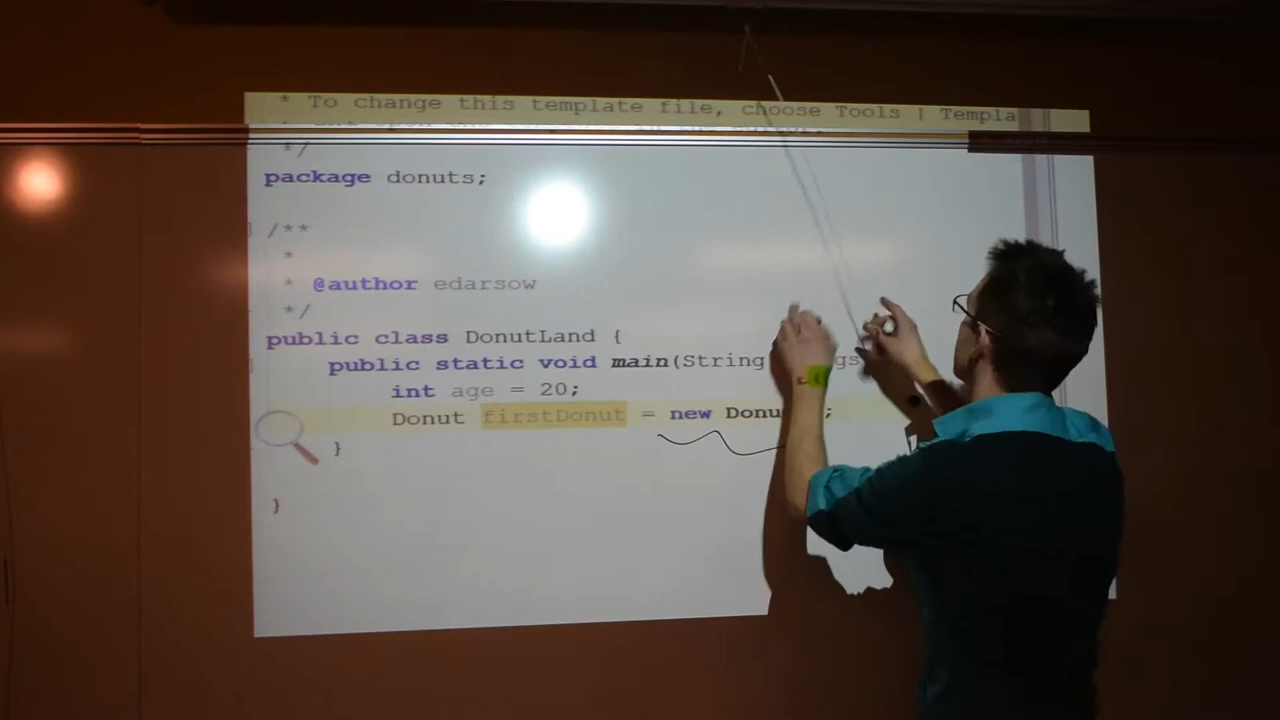 * To change this template file, choose Tools | Templa
*/
package donuts;
/**
*
* @author edarsow
*/
public class DonutLand {
public static void main(String
int age = 20;
Donut firstDonut = new Donu ;
}
}